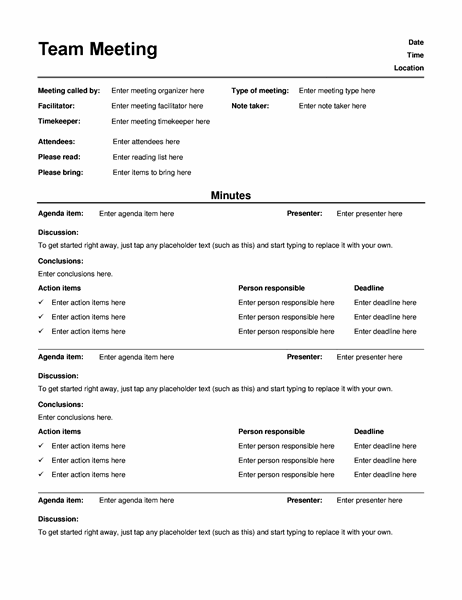 Team Meeting
Date
Time
Location
Meeting called by: Enter meeting organizer here Type of meeting: Enter meeting type here
Facilitator: Enter meeting facilitator here Note taker: Enter note taker here
Timekeeper: Enter meeting timekeeper here
Attendees: Enter attendees here
Please read: Enter reading list here
Please bring: Enter items to bring here
Minutes
Agenda item: Enter agenda item here Presenter: Enter presenter here
Discussion:
To get started right away, just tap any placeholder text (such as this) and start typing to replace it with your own.
Conclusions:
Enter conclusions here.
Action items Person responsible Deadline
✓ Enter action items here Enter person responsible here Enter deadline here
✓ Enter action items here Enter person responsible here Enter deadline here
✓ Enter action items here Enter person responsible here Enter deadline here
Agenda item: Enter agenda item here Presenter: Enter presenter here
Discussion:
To get started right away, just tap any placeholder text (such as this) and start typing to replace it with your own.
Conclusions:
Enter conclusions here.
Action items Person responsible Deadline
✓ Enter action items here Enter person responsible here Enter deadline here
✓ Enter action items here Enter person responsible here Enter deadline here
✓ Enter action items here Enter person responsible here Enter deadline here
Agenda item: Enter agenda item here Presenter: Enter presenter here
Discussion:
To get started right away, just tap any placeholder text (such as this) and start typing to replace it with your own.